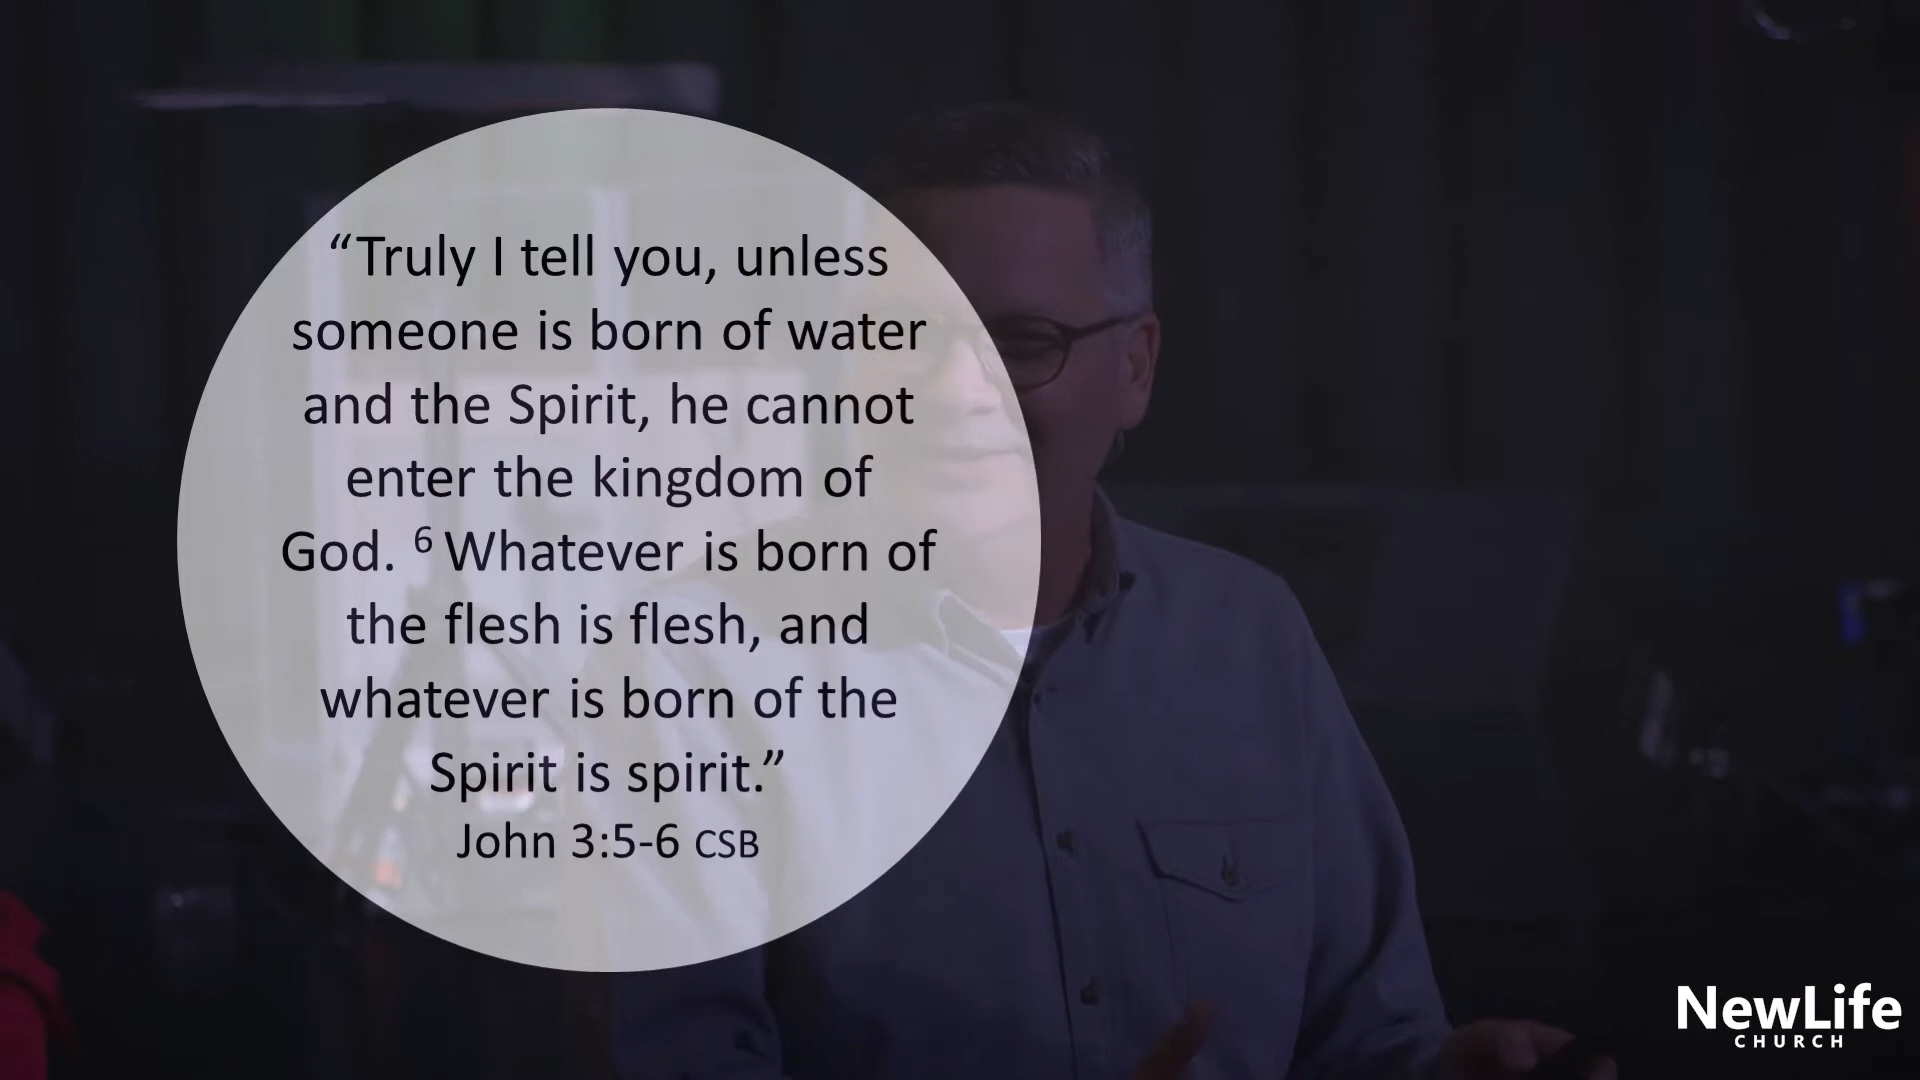 “Truly I tell you, unless
someone is born of water
and the Spirit, he cannot
enter the kingdom of
God. ⁶ Whatever is born of
the flesh is flesh, and
whatever is born of the
Spirit is spirit.”
John 3:5-6 CSB
NewLife
CHURCH